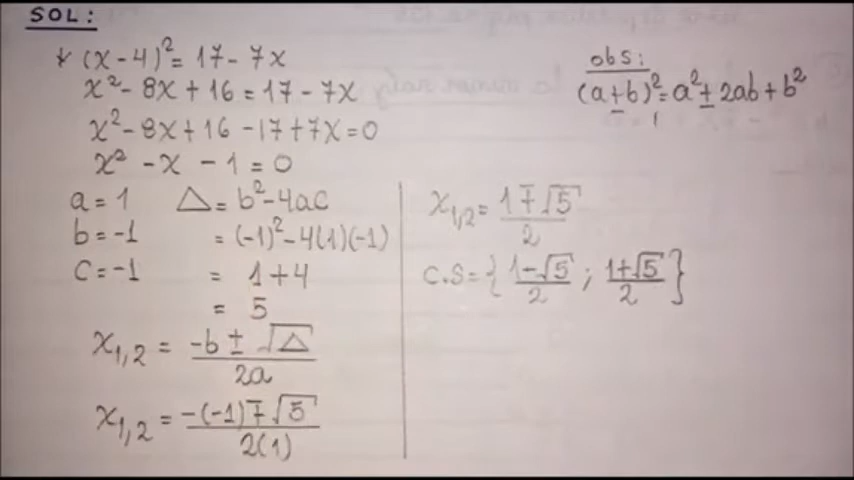 SOL:
(x - 4)² = 17 - 7x
x² - 8x + 16 = 17 - 7x
x² - 8x + 16 - 17 + 7x = 0
x² - x - 1 = 0
a = 1 △ = b² - 4ac
b = -1 = (-1)² - 4(1)(-1)
c = -1 = 1 + 4
= 5
x₁,₂ = (-b ± √△) / 2a
x₁,₂ = (-(-1) ∓ √5) / 2(1)
obs:
(a ± b)² = a² ± 2ab + b²
x₁,₂ = (1 ∓ √5) / 2
C.S = { (1 - √5) / 2 ; (1 + √5) / 2 }